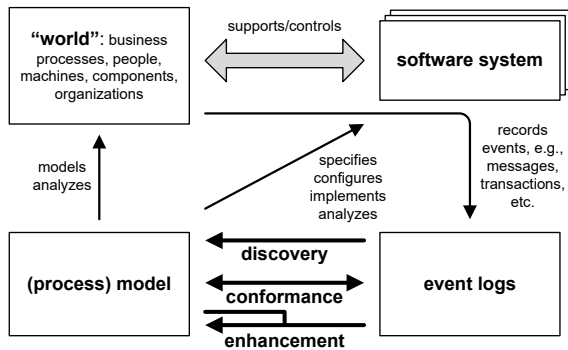 “world”: business
processes, people,
machines, components,
organizations
supports/controls
software system
models
analyzes
specifies
configures
implements
analyzes
records
events, e.g.,
messages,
transactions,
etc.
(process) model
discovery
conformance
enhancement
event logs